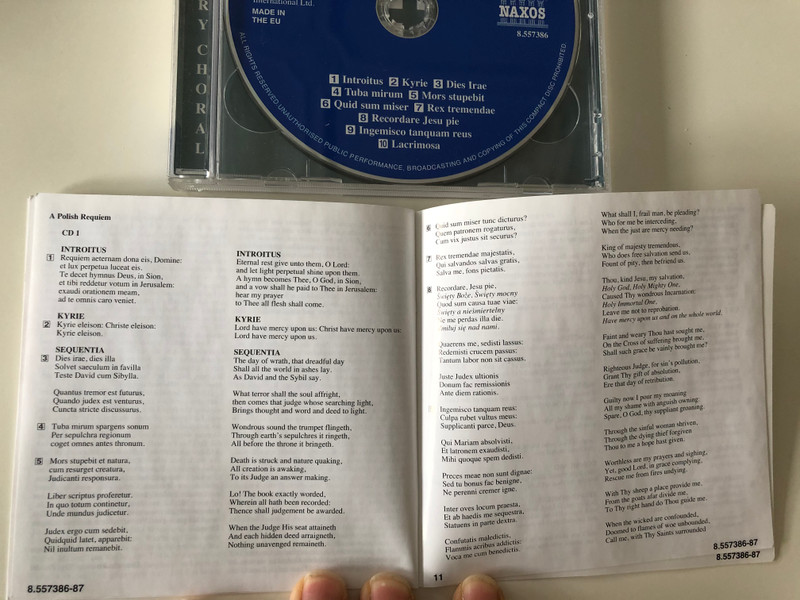 RY CHORAL
International Ltd.
MADE IN
THE EU
NAXOS
8.557386
ALL RIGHTS RESERVED. UNAUTHORISED PUBLIC PERFORMANCE, BROADCASTING AND COPYING OF THIS COMPACT DISC PROHIBITED.
1 Introitus 2 Kyrie 3 Dies Irae
4 Tuba mirum 5 Mors stupebit
6 Quid sum miser 7 Rex tremendae
8 Recordare Jesu pie
9 Ingemisco tanquam reus
10 Lacrimosa
A Polish Requiem
CD 1
INTROITUS
1 Requiem aeternam dona eis, Domine:
et lux perpetua luceat eis.
Te decet hymnus Deus, in Sion,
et tibi reddetur votum in Jerusalem:
exaudi orationem meam,
ad te omnis caro veniet.
KYRIE
2 Kyrie eleison: Christe eleison:
Kyrie eleison.
SEQUENTIA
3 Dies irae, dies illa
Solvet saeculum in favilla
Teste David cum Sibylla.
Quantus tremor est futurus,
Quando judex est venturus,
Cuncta stricte discussurus.
4 Tuba mirum spargens sonum
Per sepulchra regionum
coget omnes antes thronum.
5 Mors stupebit et natura,
cum resurget creatura,
Judicanti responsura.
Liber scriptus proferetur.
In quo totum continetur,
Unde mundus judicetur.
Judex ergo cum sedebit,
Quidquid latet, apparebit:
Nil inultum remanebit.
8.557386-87
INTROITUS
Eternal rest give unto them, O Lord:
and let light perpetual shine upon them.
A hymn becomes Thee, O God, in Sion,
and a vow shall be paid to Thee in Jerusalem:
hear my prayer
to Thee all flesh shall come.
KYRIE
Lord have mercy upon us: Christ have mercy upon us:
Lord have mercy upon us.
SEQUENTIA
The day of wrath, that dreadful day
Shall all the world in ashes lay.
As David and the Sybil say.
What terror shall the soul affright,
then comes that judge whose searching light,
Brings thought and word and deed to light.
Wondrous sound the trumpet flingeth,
Through earth's sepulchres it ringeth,
All before the throne it bringeth.
Death is struck and nature quaking,
All creation is awaking,
To its Judge an answer making.
Lo! The book exactly worded,
Wherein all hath been recorded:
Thence shall judgement be awarded.
When the Judge His seat attaineth
And each hidden deed arraigneth,
Nothing unavenged remaineth.
6 Quid sum miser tunc dicturus?
Quem patronem rogaturus,
Cum vix justus sit securus?
7 Rex tremendae majestatis,
Qui salvandos salvas gratis,
Salva me, fons pietatis.
8 Recordare, Jesu pie,
Święty Boże, Święty mocny
Quod sum causa tuae viae:
Święty a nieśmiertelny
Ne me perdas illa die.
Zmiłuj się nad nami.
Quaerens me, sedisti lassus:
Redemisti crucem passus:
Tantum labor non sit cassus.
Juste Judex ultionis
Donum fac remissionis
Ante diem rationis.
Ingemisco tanquam reus:
Culpa rubet vultus meus:
Supplicanti parce, Deus.
Qui Mariam absolvisti,
Et latronem exaudisti,
Mihi quoque spem dedisti.
Preces meae non sunt dignae:
Sed tu bonus fac benigne,
Ne perenni cremer igne.
Inter oves locum praesta,
Et ab haedis me sequestra,
Statuens in parte dextra.
Confutatis maledictis,
Flammis acribus addictis:
Voca me cum benedictis.
11
What shall I, frail man, be pleading?
Who for me be interceding,
When the just are mercy needing?
King of majesty tremendous,
Who does free salvation send us.
Fount of pity, then befriend us.
Thou, kind Jesu, my salvation,
Holy God, Holy Mighty One,
Caused Thy wondrous Incarnation:
Holy Immortal One.
Leave me not to reprobation.
Have mercy upon us and on the whole world.
Faint and weary Thou hast sought me,
On the Cross of suffering brought me,
Shall such grace be vainly brought me?
Righteous Judge, for sin's pollution,
Grant Thy gift of absolution,
Ere that day of retribution.
Guilty now I pour my moaning
All my shame with anguish owning:
Spare, O God, thy suppliant groaning.
Through the sinful woman shriven,
Through the dying thief forgiven
Thou to me a hope hast given.
Worthless are my prayers and sighing,
Yet, good Lord, in grace complying,
Rescue me from fires undying.
With Thy sheep a place provide me,
From the goats afar divide me,
To Thy right hand do Thou guide me.
When the wicked are confounded,
Doomed to flames of woe unbounded,
Call me, with Thy Saints surrounded
8.557386-87
8.557386-87